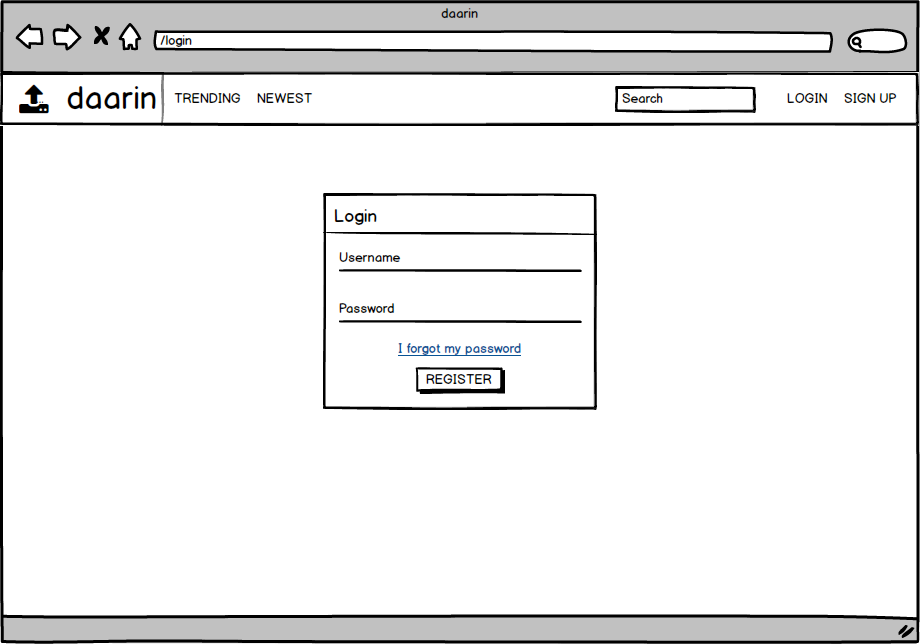 daarin
/login
daarin TRENDING NEWEST Search LOGIN SIGN UP
Login
Username
Password
I forgot my password
REGISTER